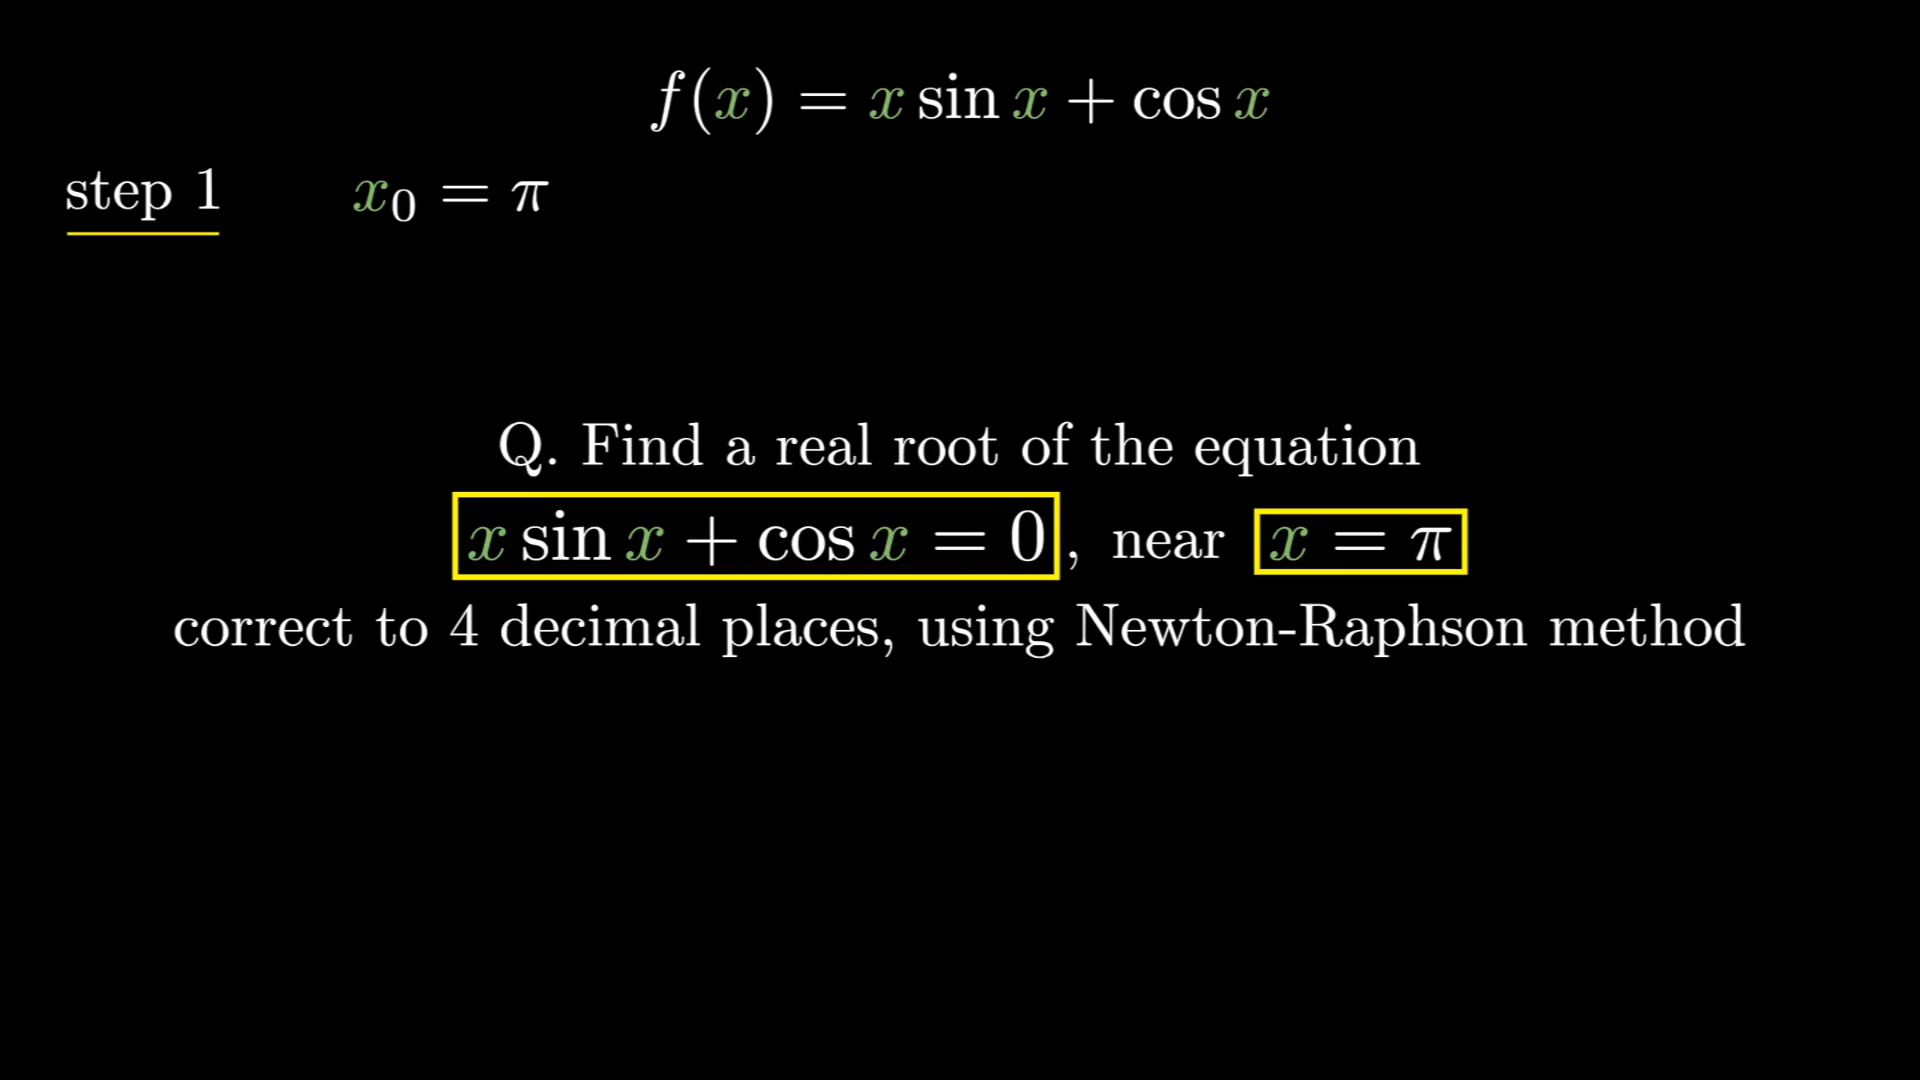 f(x) = x sin x + cos x
step 1 x₀ = π
Q. Find a real root of the equation
x sin x + cos x = 0, near x = π
correct to 4 decimal places, using Newton-Raphson method